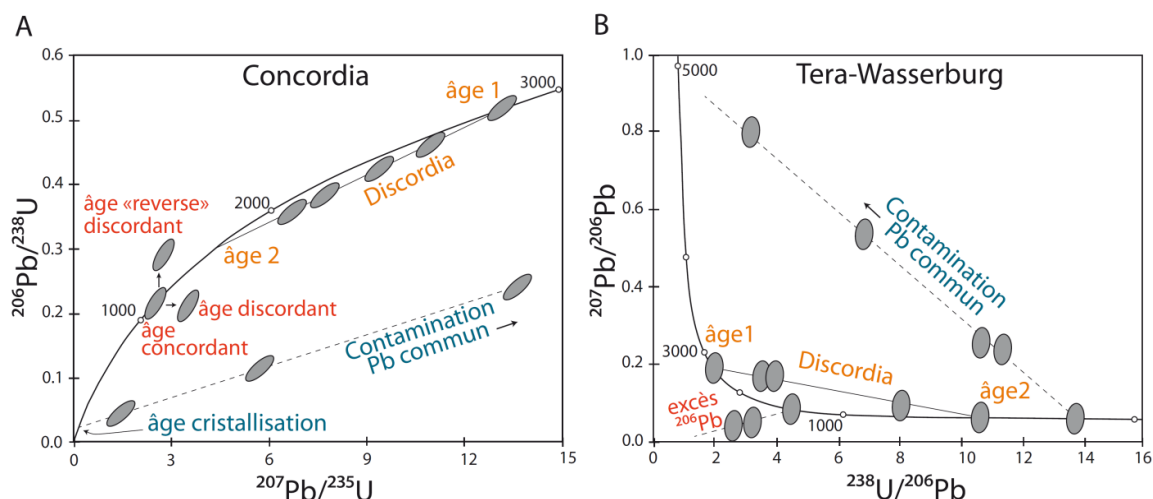 A
Concordia
0.6
0.5
0.4
0.3
0.2
0.1
0.0
0
3
6
9
12
15
²⁰⁶Pb/²³⁸U
²⁰⁷Pb/²³⁵U
3000
âge 1
2000
Discordia
âge «reverse»
discordant
âge 2
1000
âge discordant
âge
concordant
Contamination
Pb commun
âge cristallisation
B
Tera-Wasserburg
1.0
0.8
0.6
0.4
0.2
0.0
0
2
4
6
8
10
12
14
16
²⁰⁷Pb/²⁰⁶Pb
²³⁸U/²⁰⁶Pb
5000
Contamination
Pb commun
âge1
3000
Discordia
âge2
excès
²⁰⁶Pb
1000